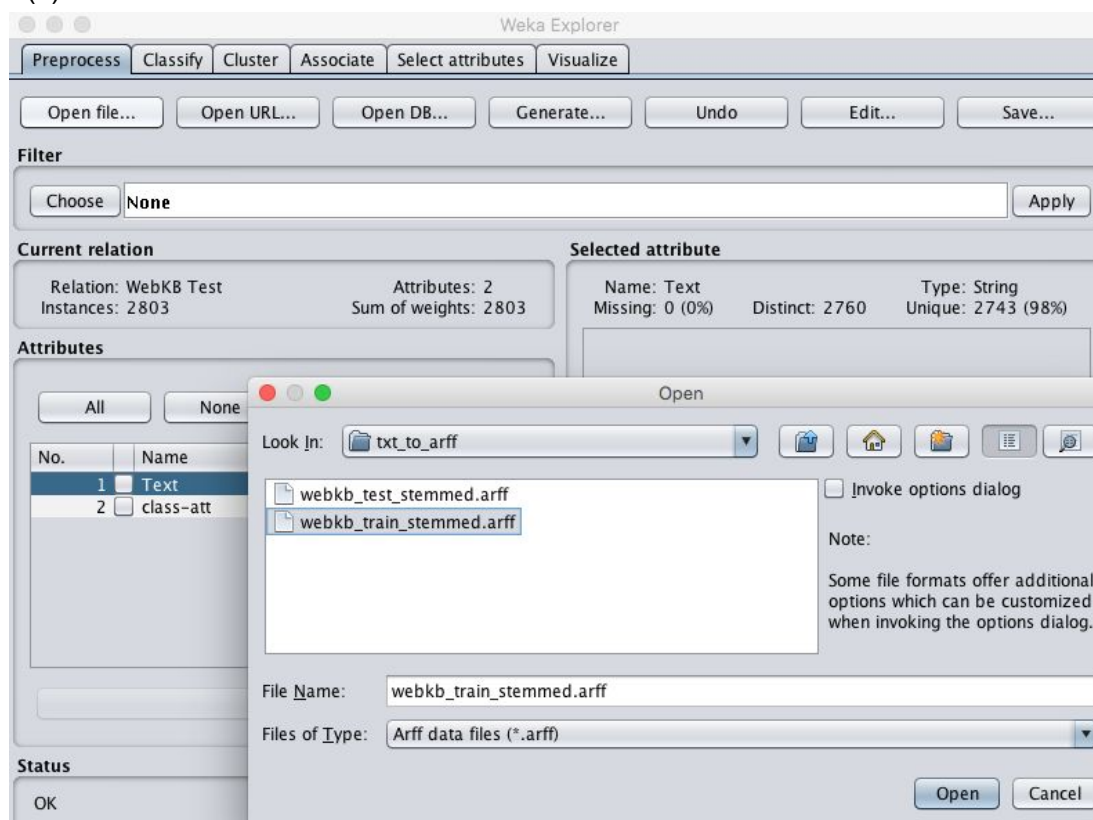 Weka Explorer
Preprocess Classify Cluster Associate Select attributes Visualize
Open file... Open URL... Open DB... Generate... Undo Edit... Save...
Filter
Choose None Apply
Current relation
Relation: WebKB Test Attributes: 2
Instances: 2803 Sum of weights: 2803
Selected attribute
Name: Text Type: String
Missing: 0 (0%) Distinct: 2760 Unique: 2743 (98%)
Attributes
All None
No. Name
1 Text
2 class-att
Open
Look In: txt_to_arff
webkb_test_stemmed.arff
webkb_train_stemmed.arff
Invoke options dialog
Note:
Some file formats offer additional
options which can be customized
when invoking the options dialog.
File Name: webkb_train_stemmed.arff
Files of Type: Arff data files (*.arff)
Open Cancel
Status
OK